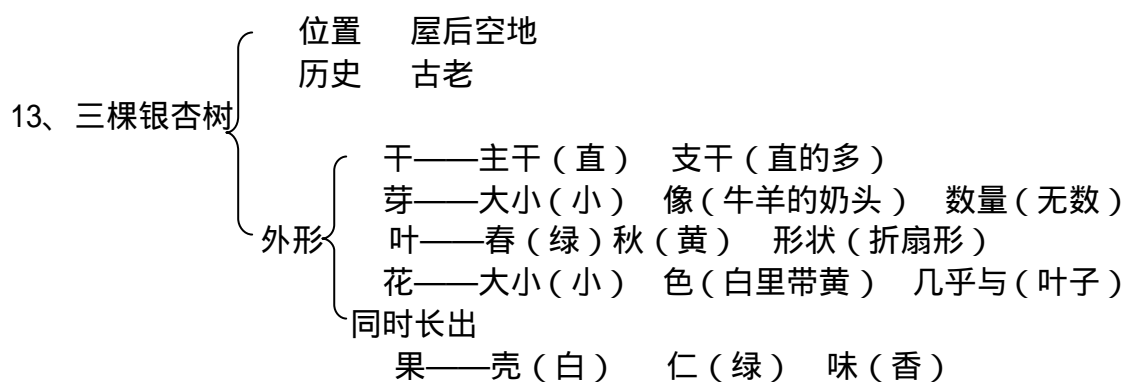 位置 屋后空地
历史 古老
13、三棵银杏树
干——主干（直） 支干（直的多）
芽——大小（小） 像（牛羊的奶头） 数量（无数）
外形 叶——春（绿）秋（黄） 形状（折扇形）
花——大小（小） 色（白里带黄） 几乎与（叶子）
同时长出
果——壳（白） 仁（绿） 味（香）